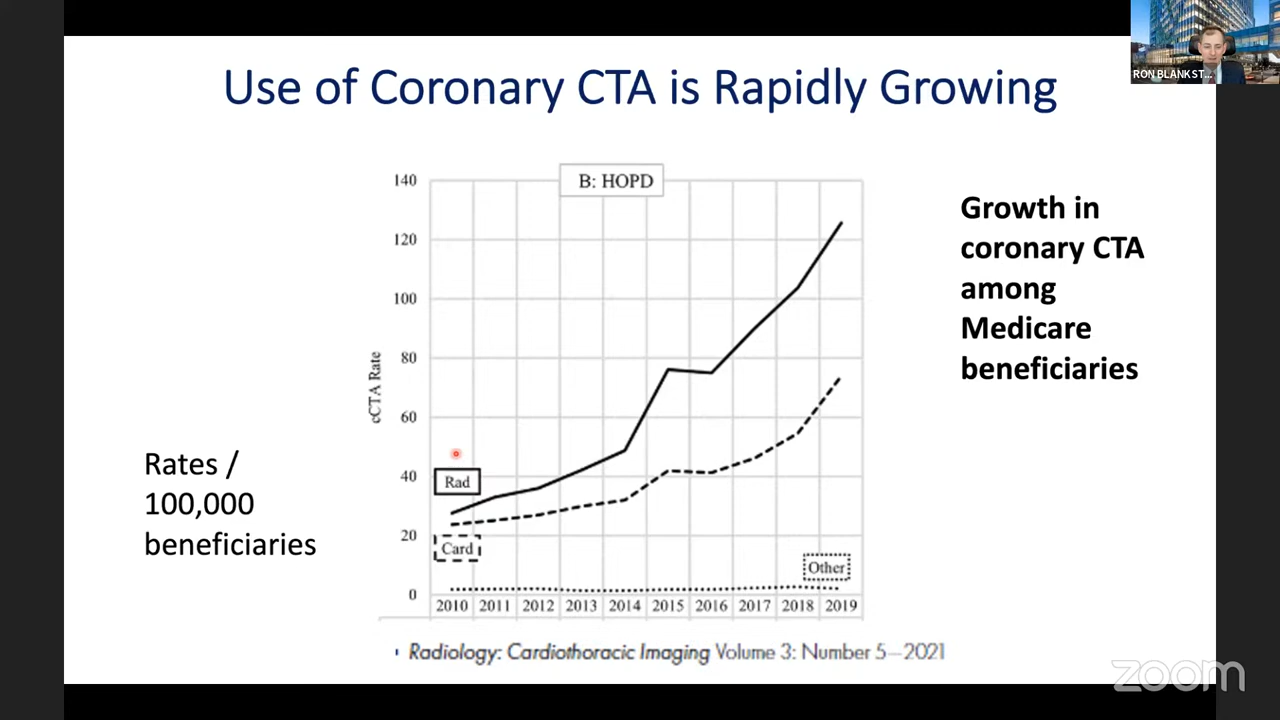 RON BLANKST...
Use of Coronary CTA is Rapidly Growing
B: HOPD
140
120
100
80
60
40
20
0
cCTA Rate
Rad
Card
Other
2010 2011 2012 2013 2014 2015 2016 2017 2018 2019
Growth in
coronary CTA
among
Medicare
beneficiaries
Rates /
100,000
beneficiaries
Radiology: Cardiothoracic Imaging Volume 3: Number 5—2021
zoom